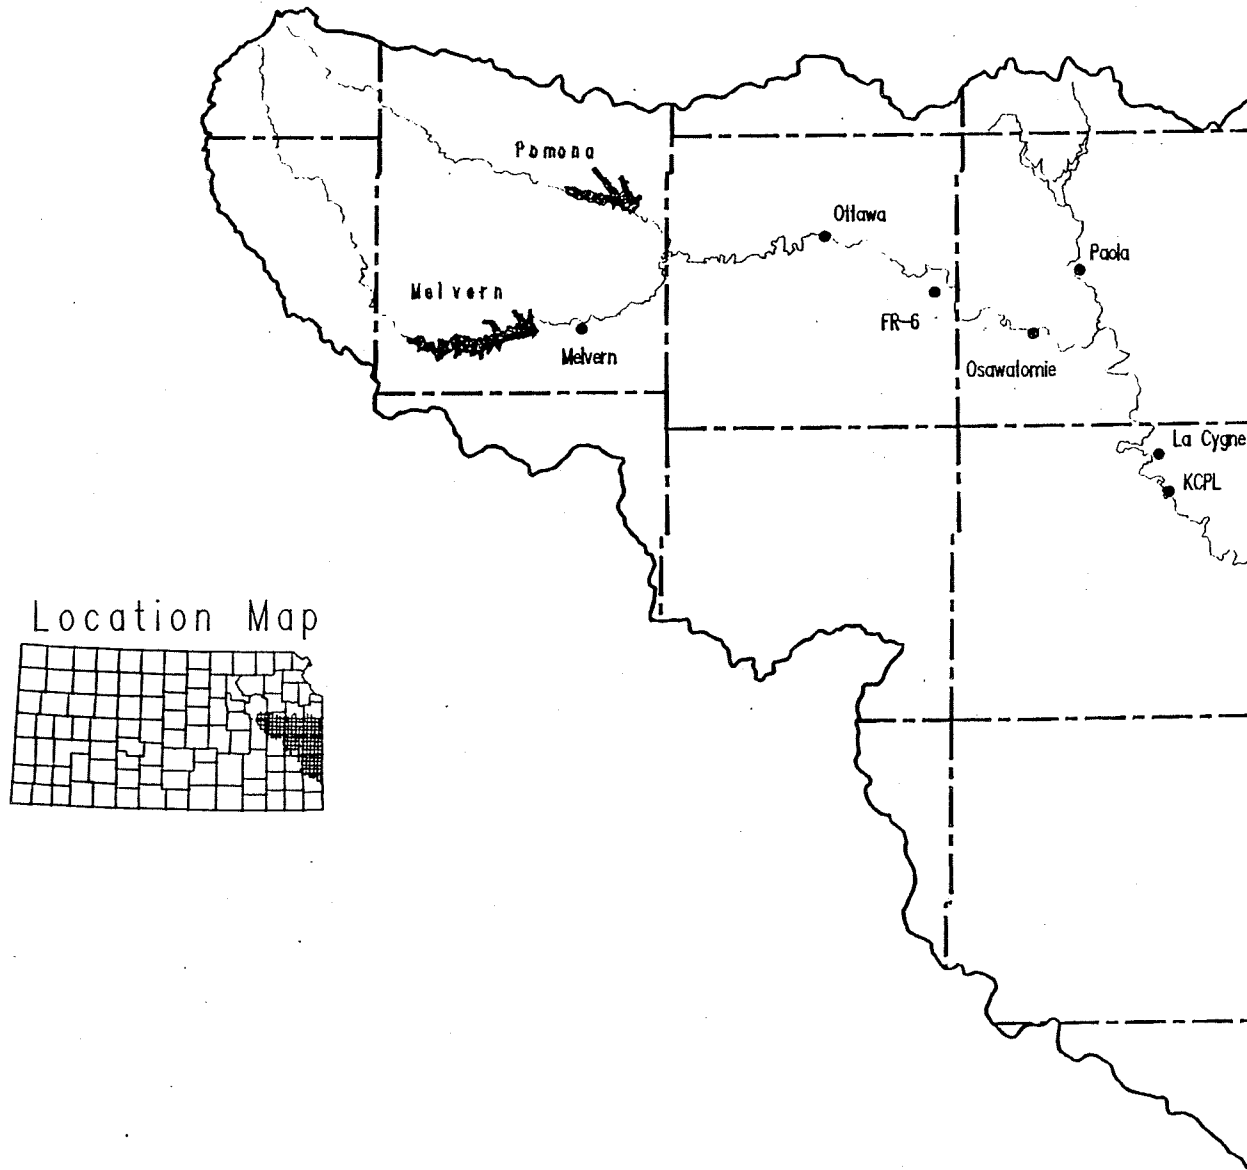 Pomona
Ottawa
Paola
Melvern
FR-6
Melvern
Osawatomie
La Cygne
KCPL
Location Map